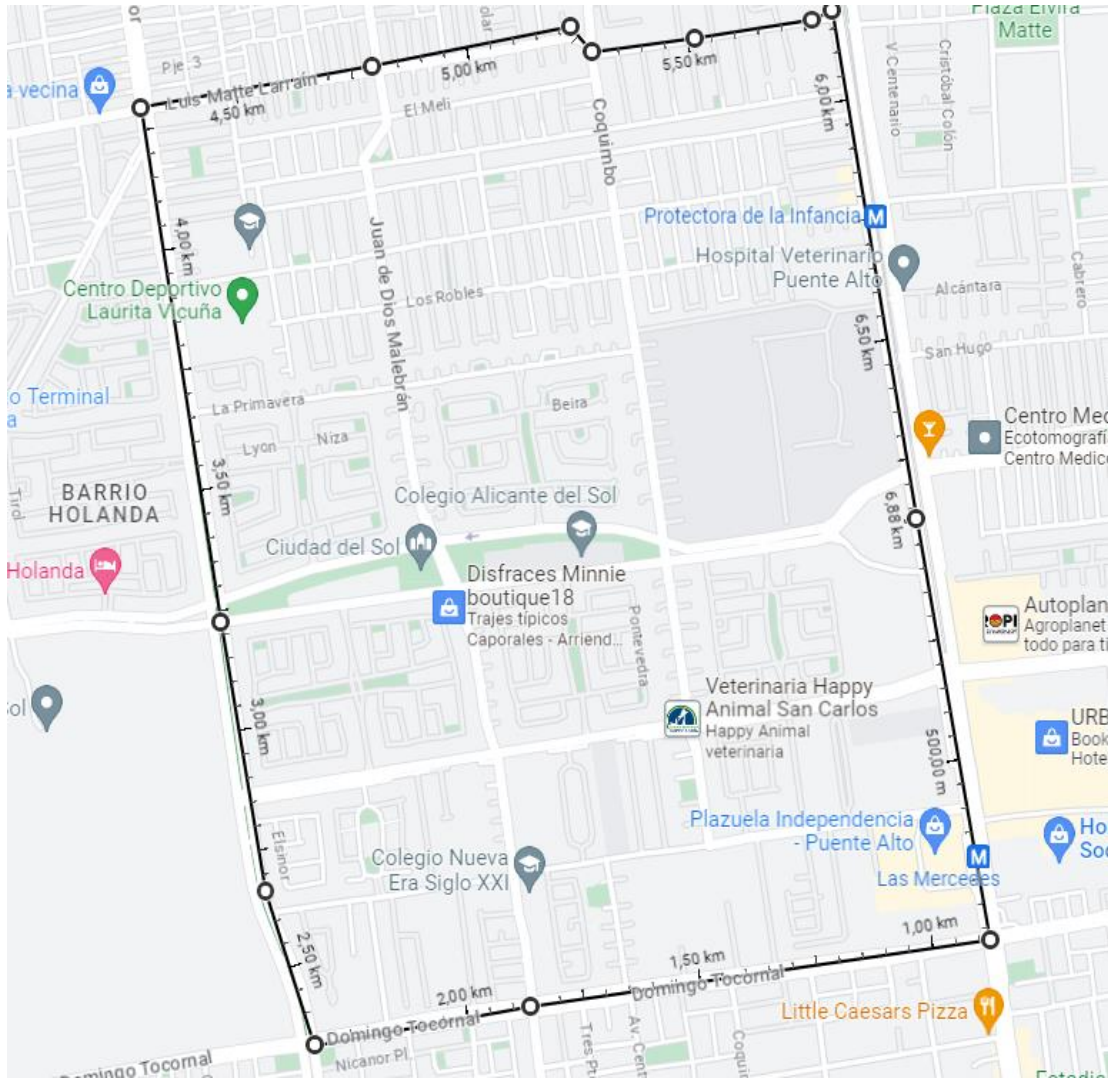 Plaza Elvira
Matte
Pje. 3
a vecina
Luis Matte Larraín
4,50 km
5,00 km
5,50 km
6,00 km
El Meli
Coquimbo
V Centenario
Cristóbal Colón
Juan de Dios Malebrán
4,00 km
Protectora de la Infancia
M
Hospital Veterinario
Puente Alto
Alcántara
Cabrero
Centro Deportivo
Laurita Vicuña
Los Robles
6,50 km
San Hugo
o Terminal
a
La Primavera
Beira
Lyon
Niza
Centro Mec
Ecotomografí
Centro Medico
3,50 km
Tirol
BARRIO
HOLANDA
Colegio Alicante del Sol
6,88 km
Ciudad del Sol
Holanda
Disfraces Minnie
boutique18
Trajes típicos
Caporales - Arriend...
Pontevedra
Autoplan
Agroplanet
todo para ti
ol
3,00 km
Veterinaria Happy
Animal San Carlos
Happy Animal
veterinaria
URB
Book
Hote
500,00 m
Plazuela Independencia
- Puente Alto
Elsinor
Colegio Nueva
Era Siglo XXI
M
Las Mercedes
Ho
Soc
2,50 km
1,00 km
1,50 km
2,00 km
Domingo Tocornal
Domingo Tocornal
Little Caesars Pizza
Domingo Tocornal
Nicanor Pl.
Av. Cent
Coqui